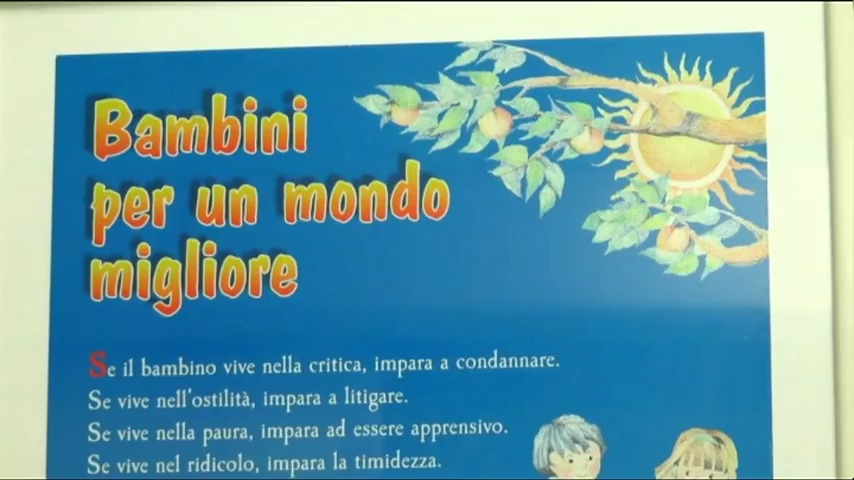 Bambini
per un mondo
migliore
Se il bambino vive nella critica, impara a condannare.
Se vive nell'ostilità, impara a litigare.
Se vive nella paura, impara ad essere apprensivo.
Se vive nel ridicolo, impara la timidezza.